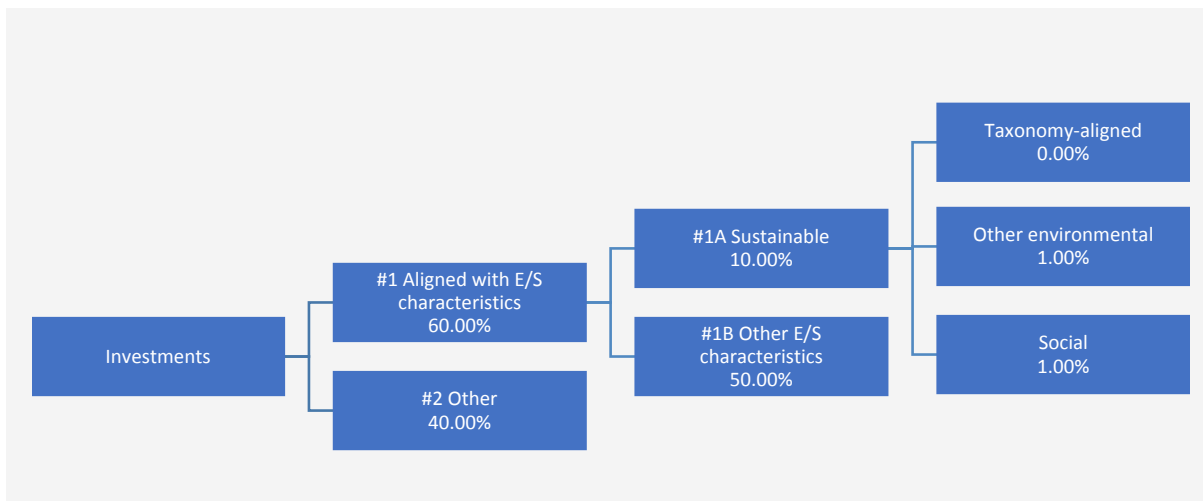 Investments
#1 Aligned with E/S
characteristics
60.00%
#2 Other
40.00%
#1A Sustainable
10.00%
#1B Other E/S
characteristics
50.00%
Taxonomy-aligned
0.00%
Other environmental
1.00%
Social
1.00%